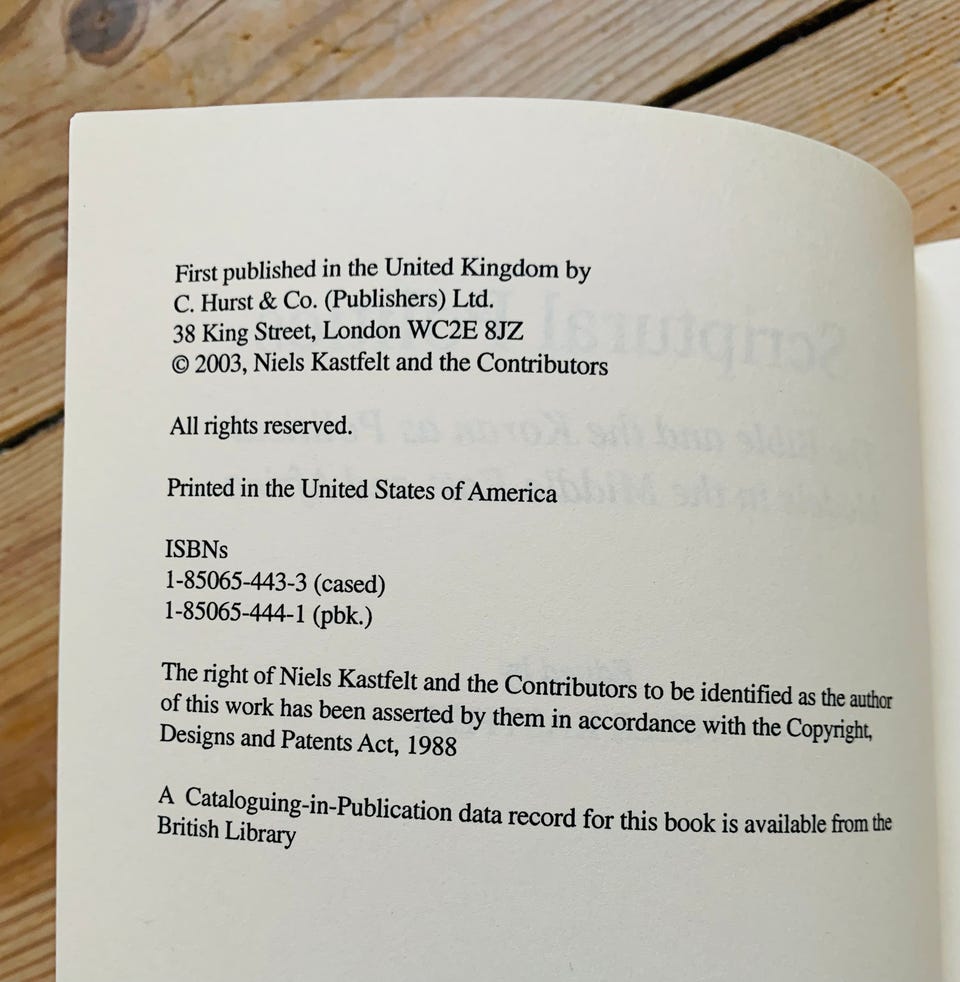 First published in the United Kingdom by
C. Hurst & Co. (Publishers) Ltd.
38 King Street, London WC2E 8JZ
© 2003, Niels Kastfelt and the Contributors
All rights reserved.
Printed in the United States of America
ISBNs
1-85065-443-3 (cased)
1-85065-444-1 (pbk.)
The right of Niels Kastfelt and the Contributors to be identified as the author
of this work has been asserted by them in accordance with the Copyright,
Designs and Patents Act, 1988
A Cataloguing-in-Publication data record for this book is available from the
British Library